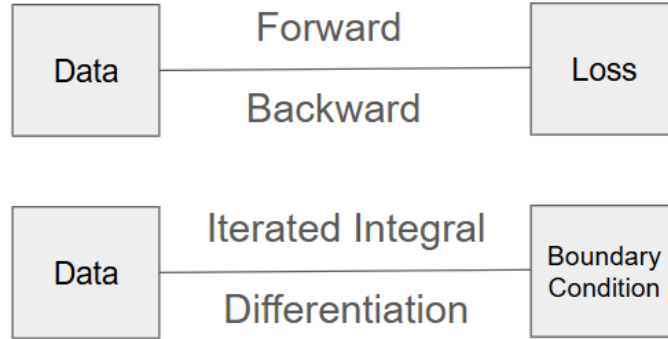 Forward
Data
Loss
Backward
Iterated Integral
Data
Boundary
Condition
Differentiation